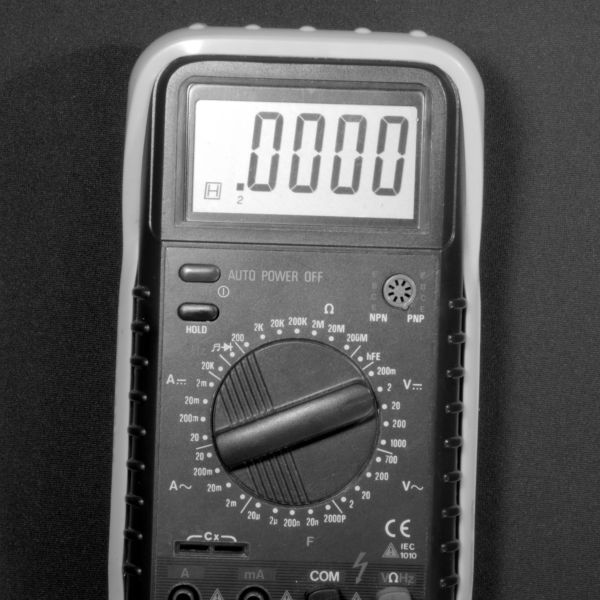 .0000
H
2
AUTO POWER OFF
HOLD
NPN PNP
Ω
200 2K 20K 200K 2M 20M 200M
hFE
200m
2
20
200
1000
700
200
20
2
V⎓
V~
20K
2m
20m
200m
20
A⎓
20
200m
20m
2m
A~
20µ 2µ 200n 20n 2000P
F
Cx
CE
IEC
1010
A mA COM VΩHz